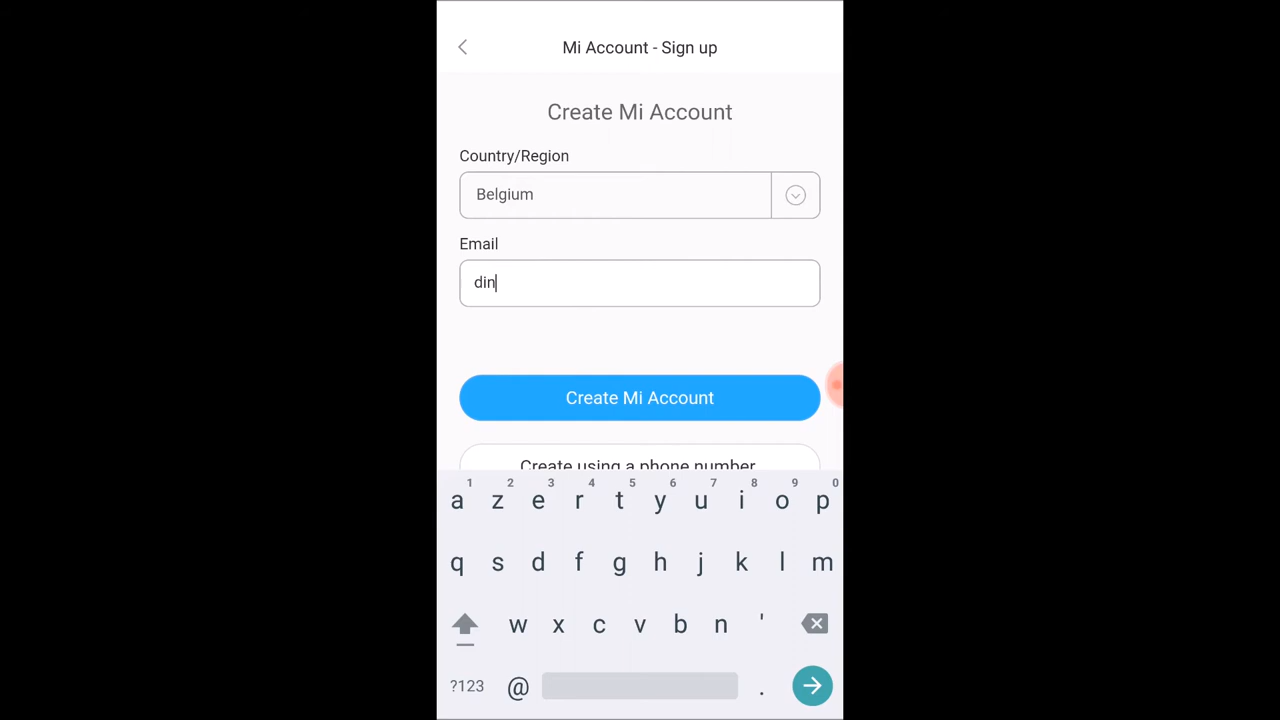 Mi Account - Sign up
Create Mi Account
Country/Region
Belgium
Email
din
Create Mi Account
Create using a phone number
1 2 3 4 5 6 7 8 9 0
a z e r t y u i o p
q s d f g h j k l m
w x c v b n '
?123 @ .